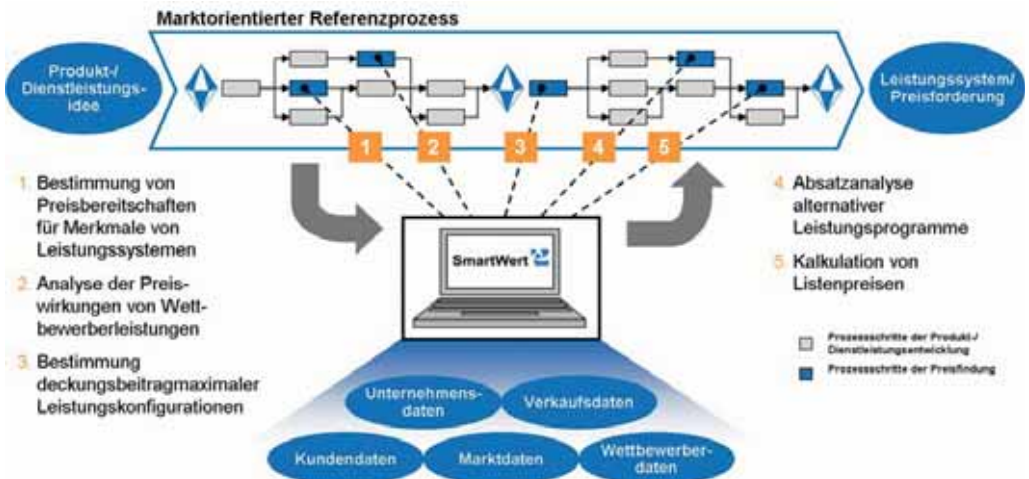 Marktorientierter Referenzprozess
Produkt-/
Dienstleistungs-
idee
Leistungssystem/
Preisforderung
1
2
3
4
5
1. Bestimmung von
Preisbereitschaften
für Merkmale von
Leistungssystemen
2. Analyse der Preis-
wirkungen von Wett-
bewerberleistungen
3. Bestimmung
deckungsbeitragmaximaler
Leistungskonfigurationen
SmartWert
4. Absatzanalyse
alternativer
Leistungsprogramme
5. Kalkulation von
Listenpreisen
Prozessschritte der Produkt-/
Dienstleistungsentwicklung
Prozessschritte der Preisfindung
Unternehmens-
daten
Verkaufsdaten
Kundendaten
Marktdaten
Wettbewerber-
daten